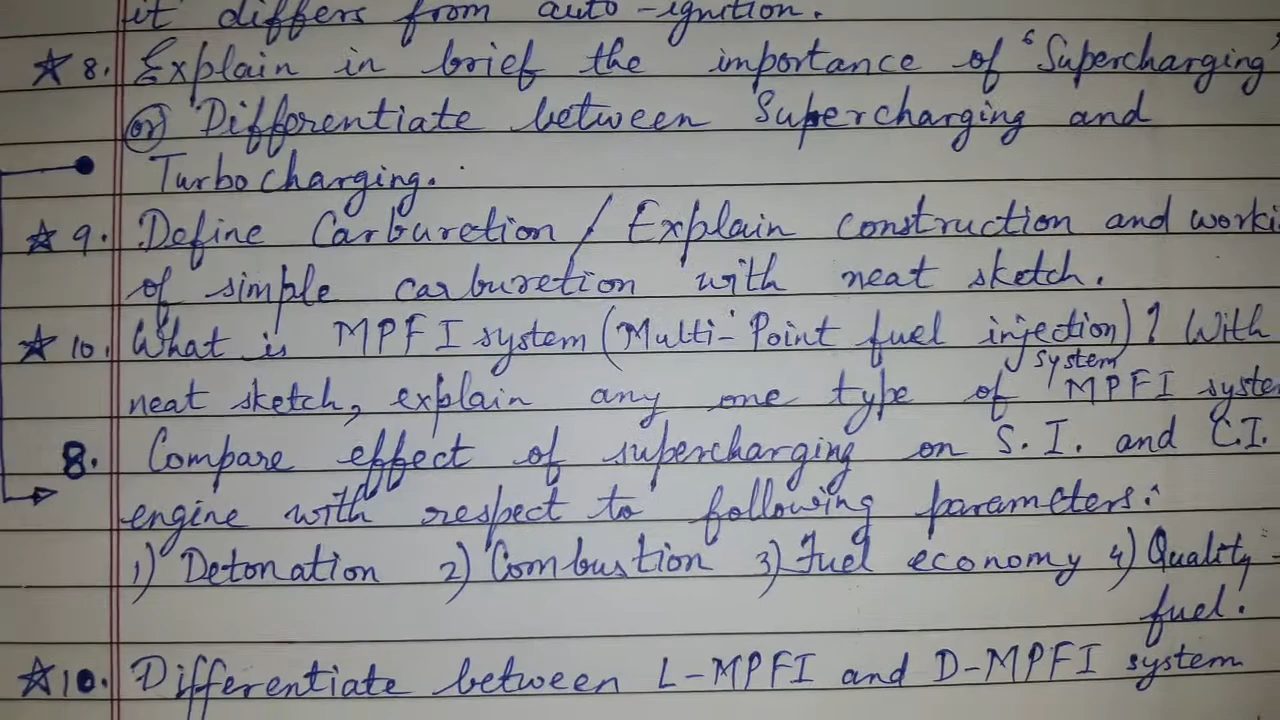 it differs from auto-ignition.
★ 8. Explain in brief the importance of "Supercharging"
(or) Differentiate between Supercharging and
Turbocharging.
★ 9. Define Carburetion / Explain construction and worki
of simple carburetion with neat sketch.
★ 10. What is MPFI system (Multi-Point fuel injection)? With
system
neat sketch, explain any one type of MPFI syste
8. Compare effect of supercharging on S.I. and C.I.
engine with respect to following parameters:
1) Detonation 2) Combustion 3) Fuel economy 4) Quality
fuel.
★ 10. Differentiate between L-MPFI and D-MPFI system